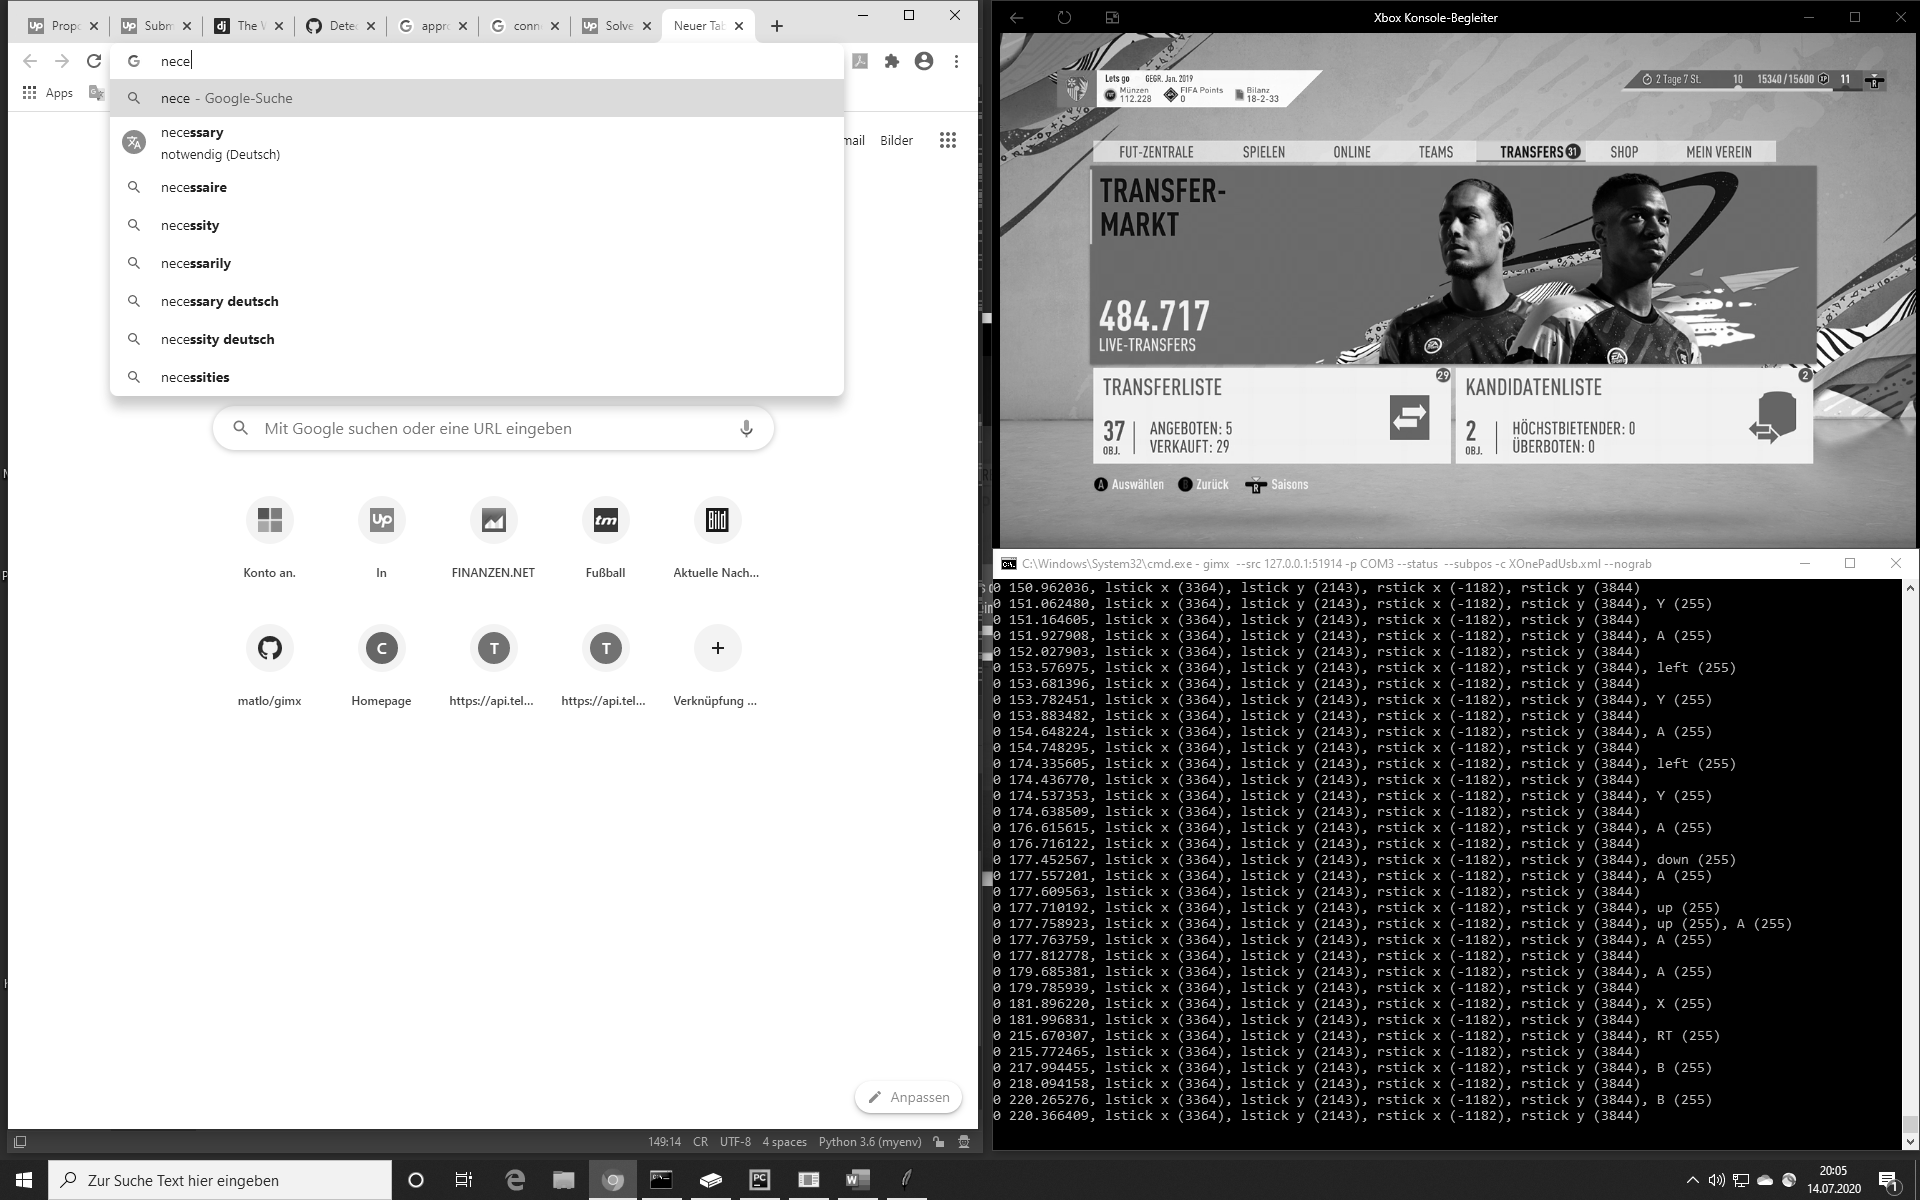 Propo
Subm
The W
Detec
appro
conne
Solve
Neuer Tab
nece
Apps
nece - Google-Suche
necessary
notwendig (Deutsch)
necessaire
necessity
necessarily
necessary deutsch
necessity deutsch
necessities
mail
Bilder
Mit Google suchen oder eine URL eingeben
Konto an.
In
FINANZEN.NET
Fußball
Aktuelle Nach...
matlo/gimx
Homepage
https://api.tel...
https://api.tel...
Verknüpfung ...
Anpassen
149:14 CR UTF-8 4 spaces Python 3.6 (myenv)
Xbox Konsole-Begleiter
Lets go GEGR. Jan. 2019
Münzen 112.228
FIFA Points 0
Bilanz 18-2-33
2 Tage 7 St. 10 15340/15600 XP 11 R
FUT-ZENTRALE SPIELEN ONLINE TEAMS TRANSFERS 31 SHOP MEIN VEREIN
TRANSFER-
MARKT
484.717
LIVE-TRANSFERS
TRANSFERLISTE 29
37 OBJ.
ANGEBOTEN: 5
VERKAUFT: 29
KANDIDATENLISTE 2
2 OBJ.
HÖCHSTBIETENDER: 0
ÜBERBOTEN: 0
A Auswählen B Zurück R Saisons
C:\Windows\System32\cmd.exe - gimx --src 127.0.0.1:51914 -p COM3 --status --subpos -c XOnePadUsb.xml --nograb
0 150.962036, lstick x (3364), lstick y (2143), rstick x (-1182), rstick y (3844)
0 151.062480, lstick x (3364), lstick y (2143), rstick x (-1182), rstick y (3844), Y (255)
0 151.164605, lstick x (3364), lstick y (2143), rstick x (-1182), rstick y (3844)
0 151.927908, lstick x (3364), lstick y (2143), rstick x (-1182), rstick y (3844), A (255)
0 152.027903, lstick x (3364), lstick y (2143), rstick x (-1182), rstick y (3844)
0 153.576975, lstick x (3364), lstick y (2143), rstick x (-1182), rstick y (3844), left (255)
0 153.681396, lstick x (3364), lstick y (2143), rstick x (-1182), rstick y (3844)
0 153.782451, lstick x (3364), lstick y (2143), rstick x (-1182), rstick y (3844), Y (255)
0 153.883482, lstick x (3364), lstick y (2143), rstick x (-1182), rstick y (3844)
0 154.648224, lstick x (3364), lstick y (2143), rstick x (-1182), rstick y (3844), A (255)
0 154.748295, lstick x (3364), lstick y (2143), rstick x (-1182), rstick y (3844)
0 174.335605, lstick x (3364), lstick y (2143), rstick x (-1182), rstick y (3844), left (255)
0 174.436770, lstick x (3364), lstick y (2143), rstick x (-1182), rstick y (3844)
0 174.537353, lstick x (3364), lstick y (2143), rstick x (-1182), rstick y (3844), Y (255)
0 174.638509, lstick x (3364), lstick y (2143), rstick x (-1182), rstick y (3844)
0 176.615615, lstick x (3364), lstick y (2143), rstick x (-1182), rstick y (3844), A (255)
0 176.716122, lstick x (3364), lstick y (2143), rstick x (-1182), rstick y (3844)
0 177.452567, lstick x (3364), lstick y (2143), rstick x (-1182), rstick y (3844), down (255)
0 177.557201, lstick x (3364), lstick y (2143), rstick x (-1182), rstick y (3844), A (255)
0 177.609563, lstick x (3364), lstick y (2143), rstick x (-1182), rstick y (3844)
0 177.710192, lstick x (3364), lstick y (2143), rstick x (-1182), rstick y (3844), up (255)
0 177.758923, lstick x (3364), lstick y (2143), rstick x (-1182), rstick y (3844), up (255), A (255)
0 177.763759, lstick x (3364), lstick y (2143), rstick x (-1182), rstick y (3844), A (255)
0 177.812778, lstick x (3364), lstick y (2143), rstick x (-1182), rstick y (3844)
0 179.685381, lstick x (3364), lstick y (2143), rstick x (-1182), rstick y (3844), A (255)
0 179.785939, lstick x (3364), lstick y (2143), rstick x (-1182), rstick y (3844)
0 181.896220, lstick x (3364), lstick y (2143), rstick x (-1182), rstick y (3844), X (255)
0 181.996831, lstick x (3364), lstick y (2143), rstick x (-1182), rstick y (3844)
0 215.670307, lstick x (3364), lstick y (2143), rstick x (-1182), rstick y (3844), RT (255)
0 215.772465, lstick x (3364), lstick y (2143), rstick x (-1182), rstick y (3844)
0 217.994455, lstick x (3364), lstick y (2143), rstick x (-1182), rstick y (3844), B (255)
0 218.094158, lstick x (3364), lstick y (2143), rstick x (-1182), rstick y (3844)
0 220.265276, lstick x (3364), lstick y (2143), rstick x (-1182), rstick y (3844), B (255)
0 220.366409, lstick x (3364), lstick y (2143), rstick x (-1182), rstick y (3844)
Zur Suche Text hier eingeben
20:05
14.07.2020